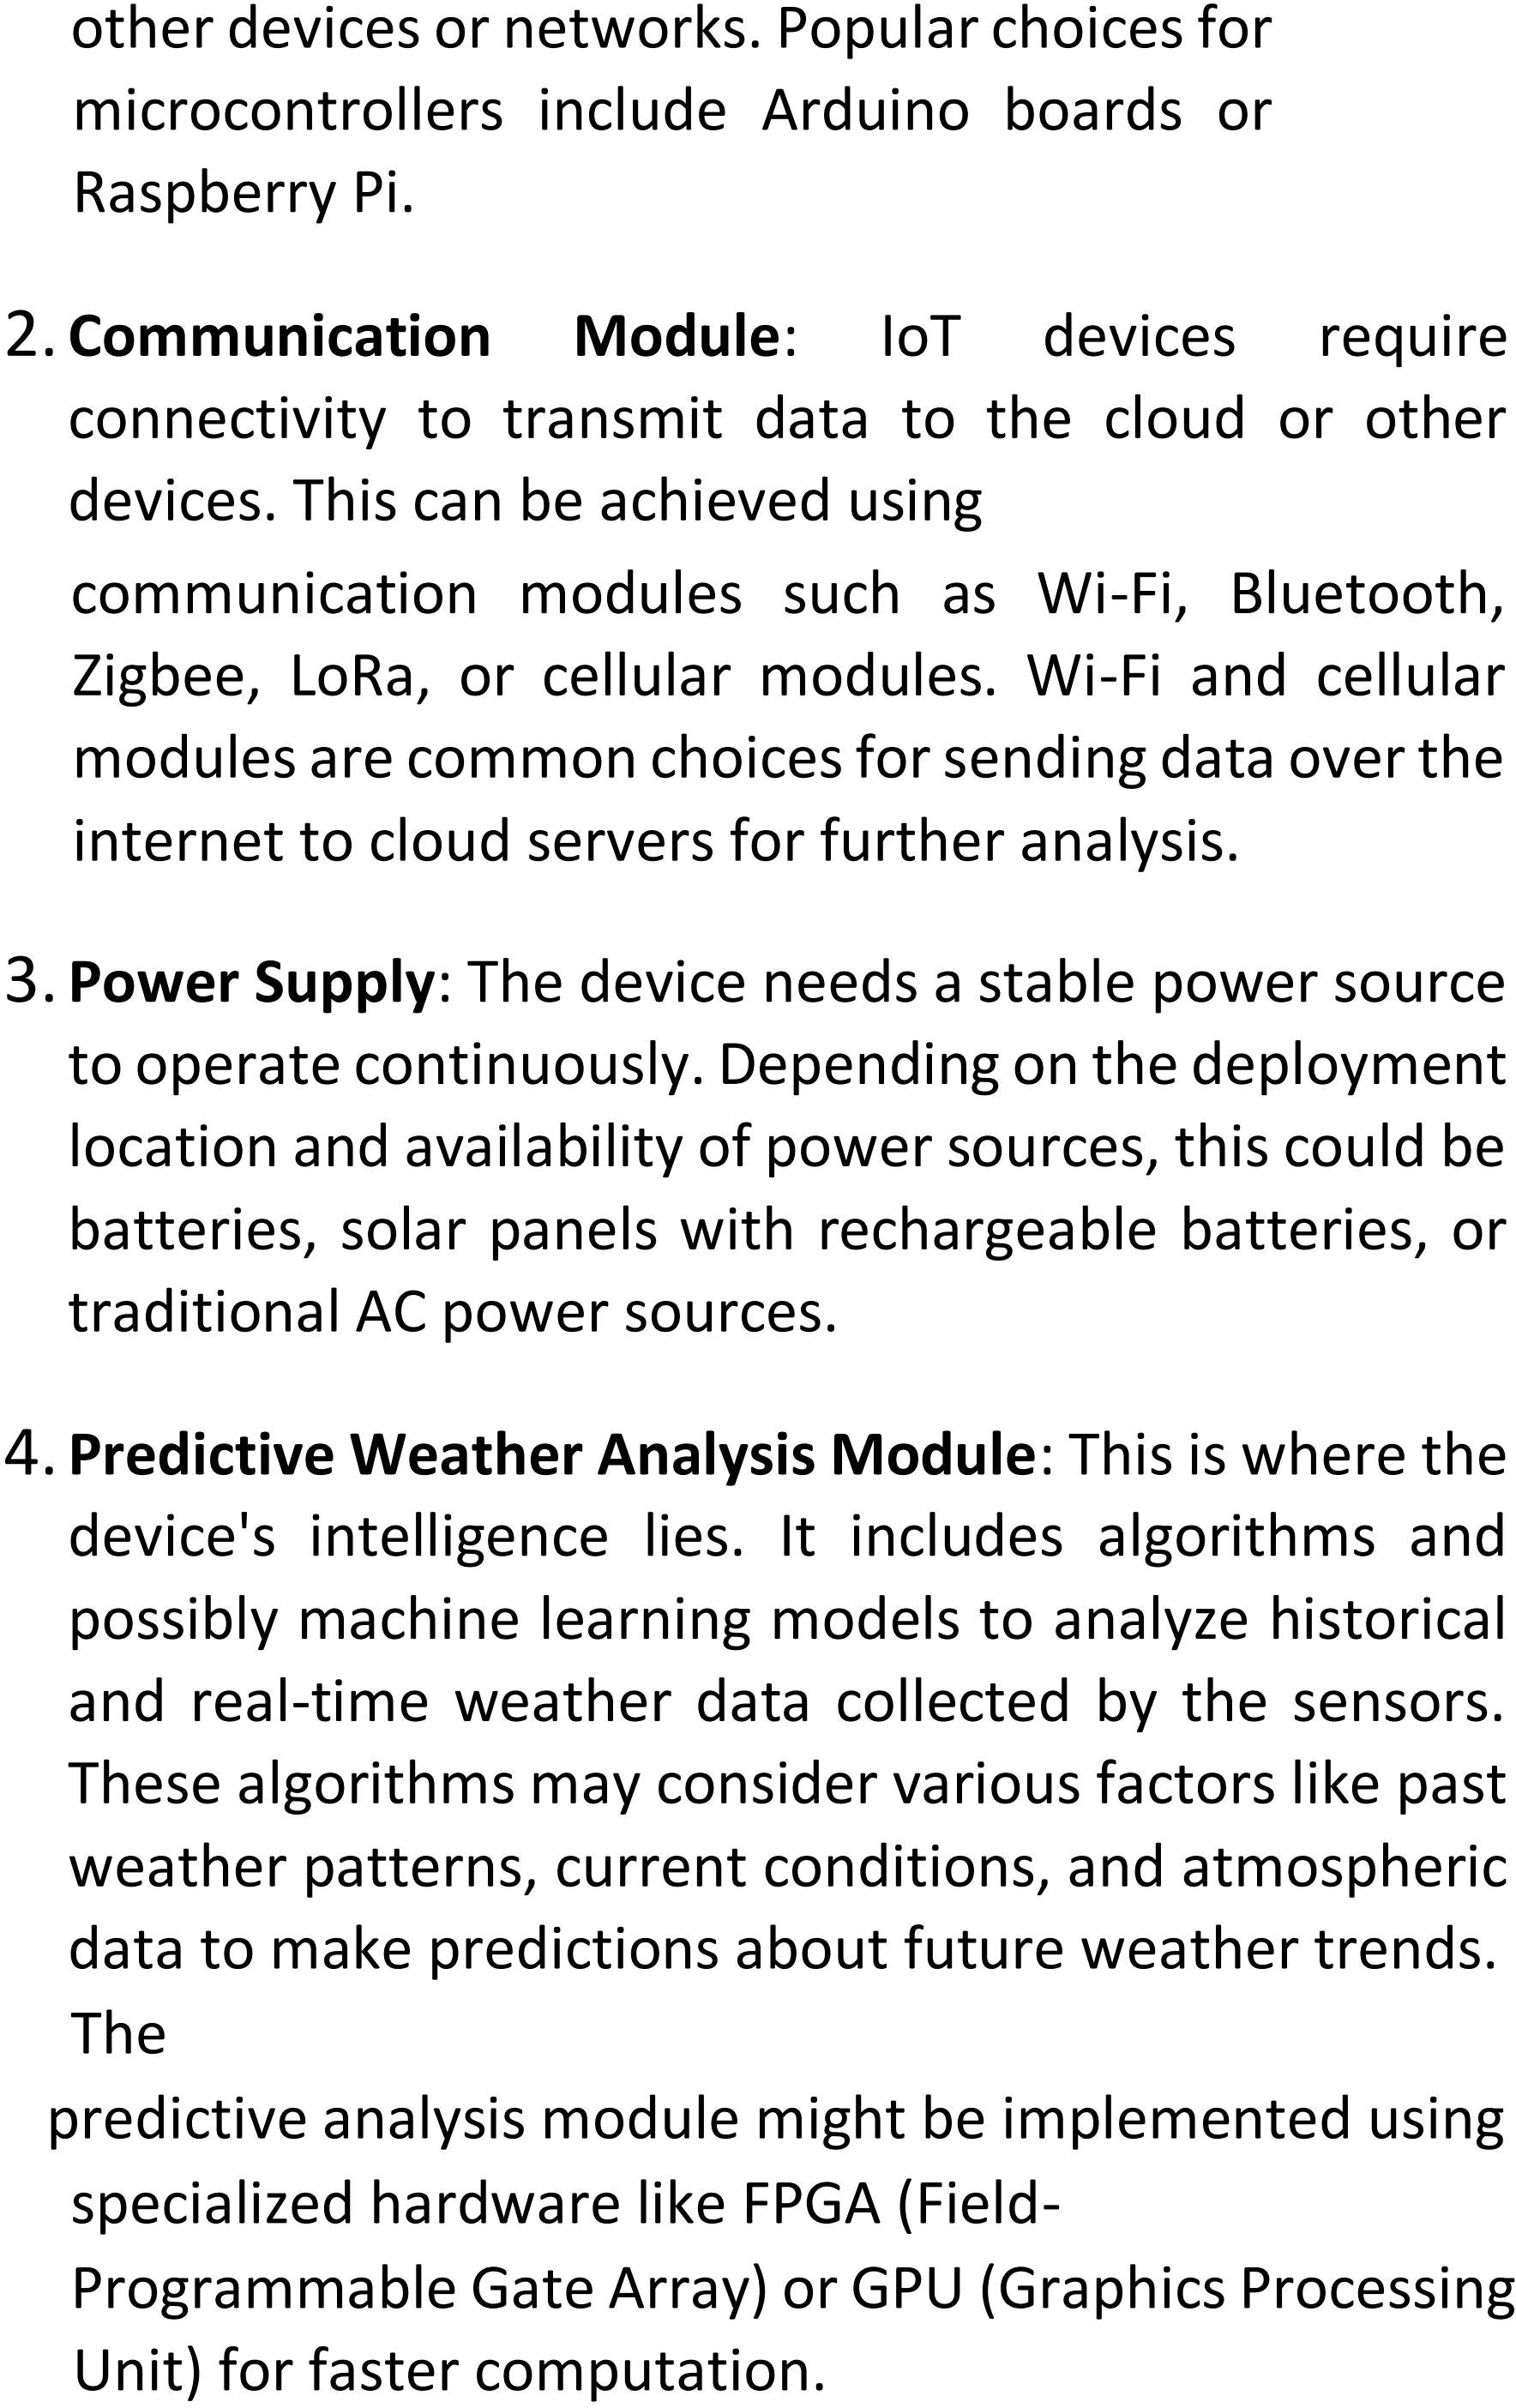 other devices or networks. Popular choices for
microcontrollers include Arduino boards or
Raspberry Pi.
2. Communication Module: IoT devices require
connectivity to transmit data to the cloud or other
devices. This can be achieved using
communication modules such as Wi-Fi, Bluetooth,
Zigbee, LoRa, or cellular modules. Wi-Fi and cellular
modules are common choices for sending data over the
internet to cloud servers for further analysis.
3. Power Supply: The device needs a stable power source
to operate continuously. Depending on the deployment
location and availability of power sources, this could be
batteries, solar panels with rechargeable batteries, or
traditional AC power sources.
4. Predictive Weather Analysis Module: This is where the
device's intelligence lies. It includes algorithms and
possibly machine learning models to analyze historical
and real-time weather data collected by the sensors.
These algorithms may consider various factors like past
weather patterns, current conditions, and atmospheric
data to make predictions about future weather trends.
The
predictive analysis module might be implemented using
specialized hardware like FPGA (Field-
Programmable Gate Array) or GPU (Graphics Processing
Unit) for faster computation.